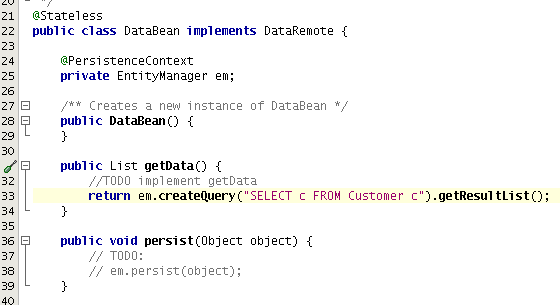 20 */
21 @Stateless
22 public class DataBean implements DataRemote {
23
24 @PersistenceContext
25 private EntityManager em;
26
27 /** Creates a new instance of DataBean */
28 public DataBean() {
29 }
30
public List getData() {
32 //TODO implement getData
33 return em.createQuery("SELECT c FROM Customer c").getResultList();
34 }
35
36 public void persist(Object object) {
37 // TODO:
38 // em.persist(object);
39 }
40